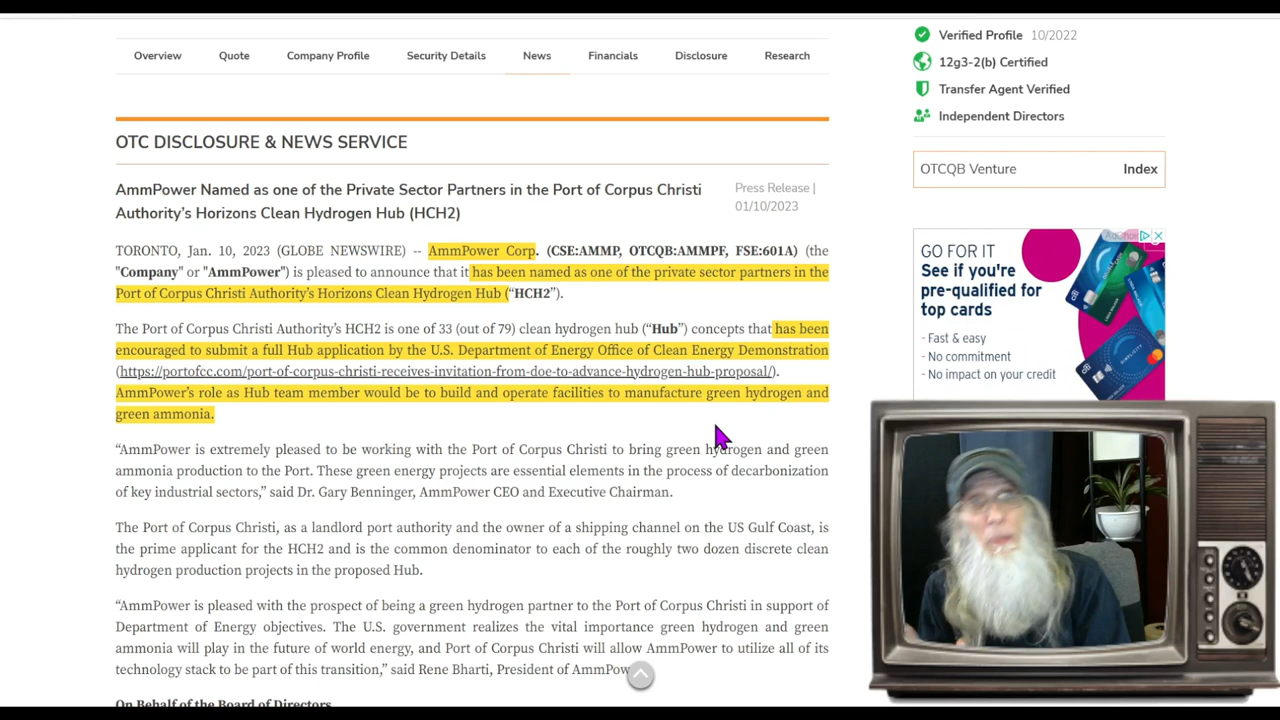 Overview Quote Company Profile Security Details News Financials Disclosure Research
OTC DISCLOSURE & NEWS SERVICE
AmmPower Named as one of the Private Sector Partners in the Port of Corpus Christi
Authority’s Horizons Clean Hydrogen Hub (HCH2)
Press Release |
01/10/2023
TORONTO, Jan. 10, 2023 (GLOBE NEWSWIRE) -- AmmPower Corp. (CSE:AMMP, OTCQB:AMMPF, FSE:601A) (the
"Company" or "AmmPower") is pleased to announce that it has been named as one of the private sector partners in the
Port of Corpus Christi Authority’s Horizons Clean Hydrogen Hub (“HCH2”).
The Port of Corpus Christi Authority’s HCH2 is one of 33 (out of 79) clean hydrogen hub (“Hub”) concepts that has been
encouraged to submit a full Hub application by the U.S. Department of Energy Office of Clean Energy Demonstration
(https://portofcc.com/port-of-corpus-christi-receives-invitation-from-doe-to-advance-hydrogen-hub-proposal/).
AmmPower’s role as Hub team member would be to build and operate facilities to manufacture green hydrogen and
green ammonia.
“AmmPower is extremely pleased to be working with the Port of Corpus Christi to bring green hydrogen and green
ammonia production to the Port. These green energy projects are essential elements in the process of decarbonization
of key industrial sectors,” said Dr. Gary Benninger, AmmPower CEO and Executive Chairman.
The Port of Corpus Christi, as a landlord port authority and the owner of a shipping channel on the US Gulf Coast, is
the prime applicant for the HCH2 and is the common denominator to each of the roughly two dozen discrete clean
hydrogen production projects in the proposed Hub.
“AmmPower is pleased with the prospect of being a green hydrogen partner to the Port of Corpus Christi in support of
Department of Energy objectives. The U.S. government realizes the vital importance green hydrogen and green
ammonia will play in the future of world energy, and Port of Corpus Christi will allow AmmPower to utilize all of its
technology stack to be part of this transition,” said Rene Bharti, President of AmmPow
On Behalf of the Board of Directors
Verified Profile 10/2022
12g3-2(b) Certified
Transfer Agent Verified
Independent Directors
OTCQB Venture Index
GO FOR IT
See if you're
pre-qualified for
top cards
- Fast & easy
- No commitment
- No impact on your credit